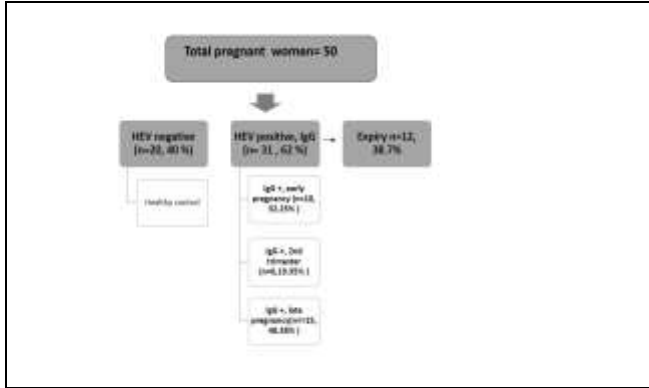 Total pregnant women= 50
HEV negative
(n=20, 40 %)
HEV positive, IgG
(n= 31 , 62 %)
Expiry n=12,
38.7%
Healthy control
IgG +, early
pregnancy (n=10,
32.25% )
IgG +, 2nd
trimester
(n=6,19.35% )
IgG +, late
pregnancy(n=15,
48.38% )